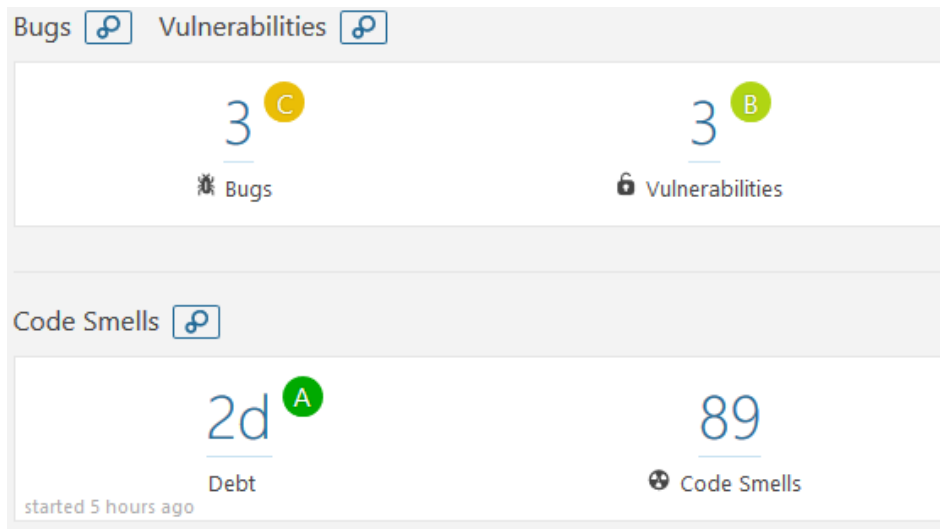 Bugs Vulnerabilities
3 C 3 B
Bugs Vulnerabilities
Code Smells
2d A 89
Debt Code Smells
started 5 hours ago